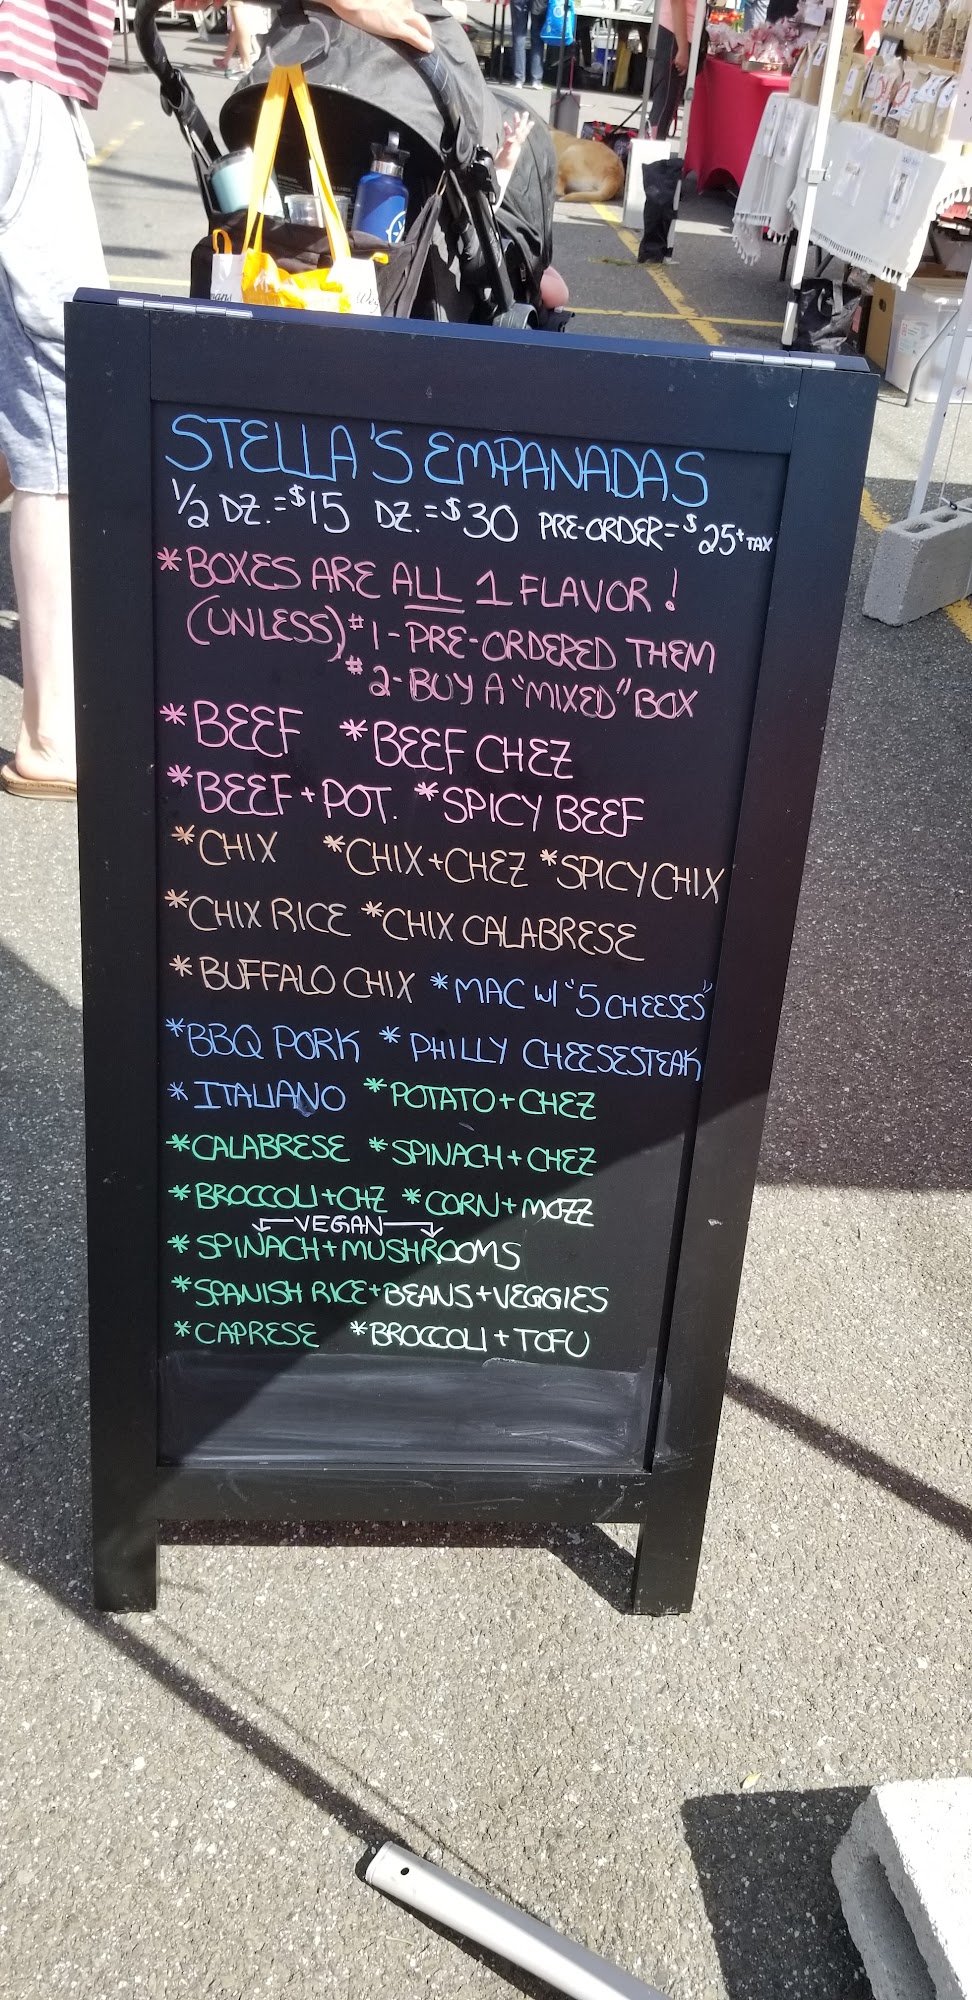 STELLA'S EMPANADAS
1/2 DZ.=$15 DZ.=$30 PRE-ORDER=$25+TAX
*BOXES ARE ALL 1 FLAVOR!
(UNLESS) #1-PRE-ORDERED THEM
#2-BUY A "MIXED" BOX
*BEEF *BEEF CHEZ
*BEEF+POT. *SPICY BEEF
*CHIX *CHIX+CHEZ *SPICY CHIX
*CHIX RICE *CHIX CALABRESE
*BUFFALO CHIX *MAC W/ "5 CHEESES"
*BBQ PORK *PHILLY CHEESESTEAK
*ITALIANO *POTATO+CHEZ
*CALABRESE *SPINACH+CHEZ
*BROCCOLI+CHZ *CORN+MOZZ
VEGAN
*SPINACH+MUSHROOMS
*SPANISH RICE+BEANS+VEGGIES
*CAPRESE *BROCCOLI+TOFU